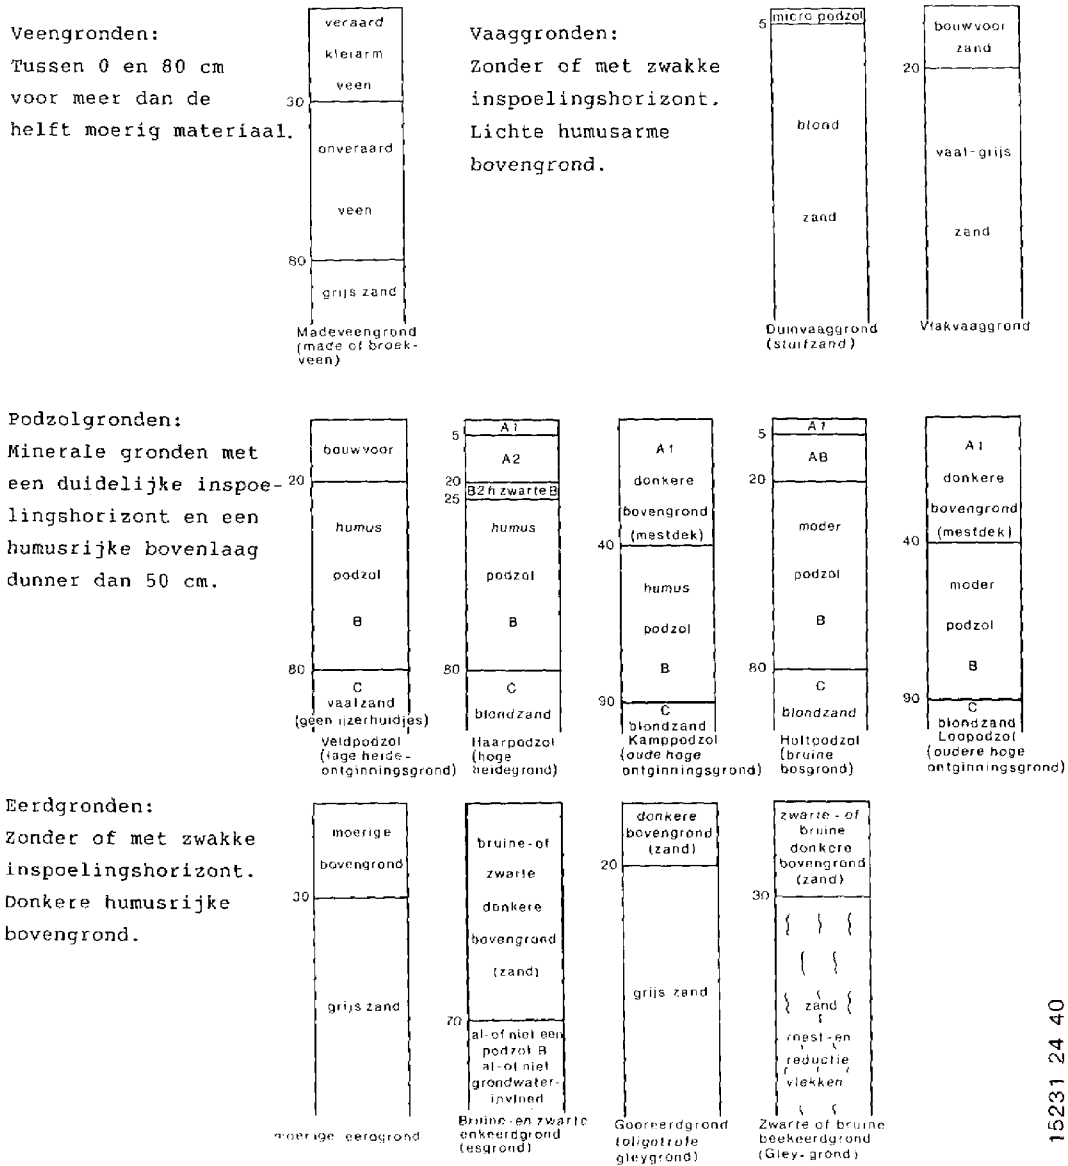 Veengronden:
Tussen 0 en 80 cm
voor meer dan de
helft moerig materiaal.
veraard
kleiarm
veen
30
onveraard
veen
80
grijs zand
Madeveengrond
(made of broek-
veen)
Vaaggronden:
Zonder of met zwakke
inspoelingshorizont.
Lichte humusarme
bovengrond.
micro podzol
5
blond
zand
Duinvaaggrond
(stuifzand)
bouwvoor
zand
20
vaal-grijs
zand
Vlakvaaggrond
Podzolgronden:
Minerale gronden met
een duidelijke inspoe-
lingshorizont en een
humusrijke bovenlaag
dunner dan 50 cm.
bouwvoor
20
humus
podzol
B
80
C
vaalzand
(geen ijzerhuidjes)
Veldpodzol
(lage heide-
ontginningsgrond)
A1
5
A2
20
B2h zwarte B
25
humus
podzol
B
80
C
blondzand
Haarpodzol
(hoge
heidegrond)
A1
donkere
bovengrond
(mestdek)
40
humus
podzol
B
90
C
blondzand
Kamppodzol
(oude hoge
ontginningsgrond)
A1
5
AB
20
moder
podzol
B
80
C
blondzand
Holtpodzol
(bruine
bosgrond)
A1
donkere
bovengrond
(mestdek)
40
moder
podzol
B
90
C
blondzand
Loopodzol
(oudere hoge
ontginningsgrond)
Eerdgronden:
Zonder of met zwakke
inspoelingshorizont.
Donkere humusrijke
bovengrond.
moerige
bovengrond
30
grijs zand
moerige eerdgrond
bruine-of
zwarte
donkere
bovengrond
(zand)
70
al-of niet een
podzol B
al-of niet
grondwater-
invloed
Bruine-en zwarte
enkeerdgrond
(esgrond)
donkere
bovengrond
(zand)
20
grijs zand
Gooreerdgrond
(oligotrofe
gleygrond)
zwarte-of
bruine
donkere
bovengrond
(zand)
30
zand
roest-en
reductie
vlekken
Zwarte of bruine
beekeerdgrond
(Gley-grond)
15231 24 40